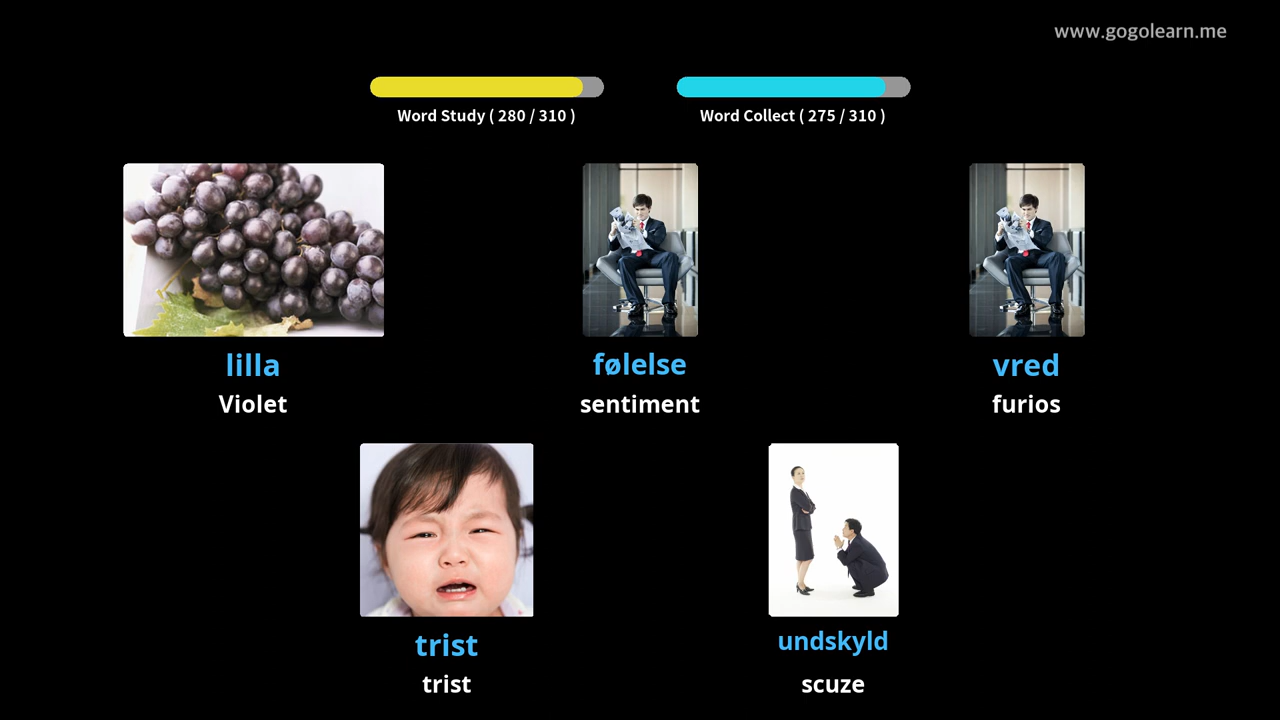 www.gogolearn.me
Word Study ( 280 / 310 )
Word Collect ( 275 / 310 )
lilla
følelse
vred
Violet
sentiment
furios
trist
undskyld
trist
scuze